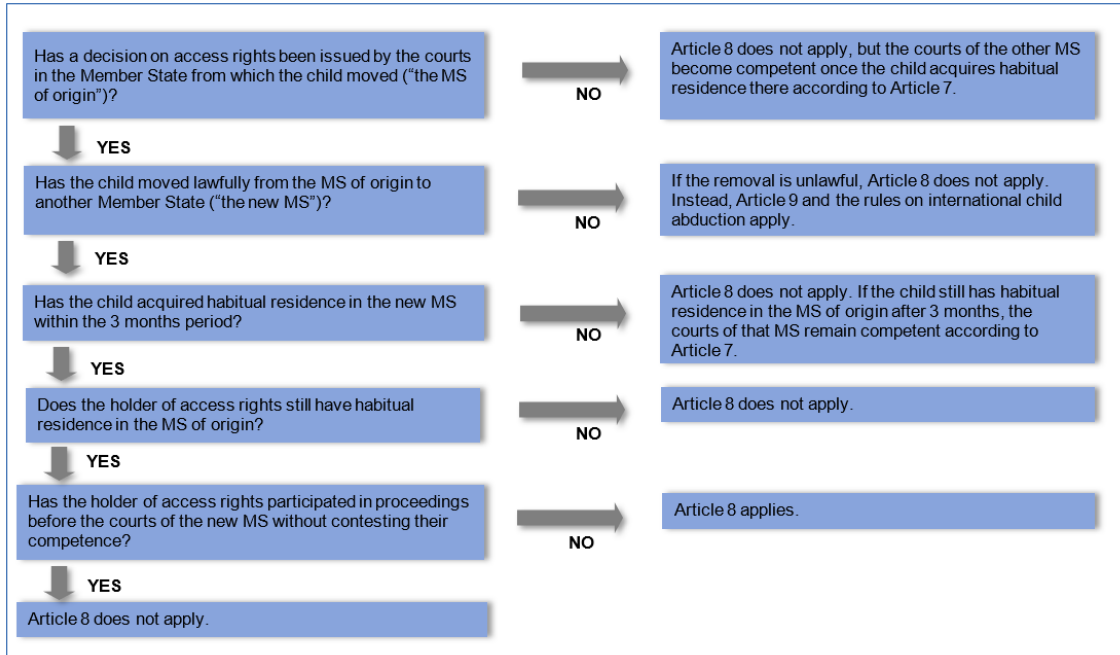 Has a decision on access rights been issued by the courts
in the Member State from which the child moved (“the MS
of origin”)?
NO
Article 8 does not apply, but the courts of the other MS
become competent once the child acquires habitual
residence there according to Article 7.
YES
Has the child moved lawfully from the MS of origin to
another Member State (“the new MS”)?
NO
If the removal is unlawful, Article 8 does not apply.
Instead, Article 9 and the rules on international child
abduction apply.
YES
Has the child acquired habitual residence in the new MS
within the 3 months period?
NO
Article 8 does not apply. If the child still has habitual
residence in the MS of origin after 3 months, the
courts of that MS remain competent according to
Article 7.
YES
Does the holder of access rights still have habitual
residence in the MS of origin?
NO
Article 8 does not apply.
YES
Has the holder of access rights participated in proceedings
before the courts of the new MS without contesting their
competence?
NO
Article 8 applies.
YES
Article 8 does not apply.